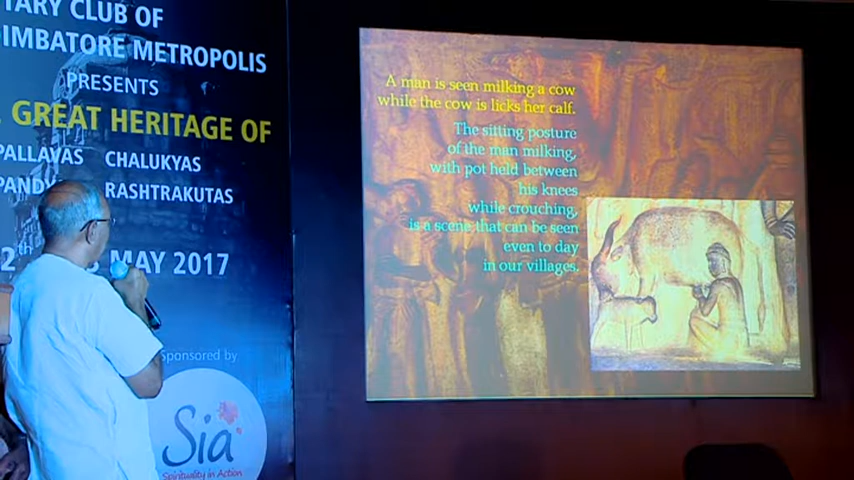 TARY CLUB OF
IMBATORE METROPOLIS
PRESENTS
GREAT HERITAGE OF
PALLAVAS CHALUKYAS
RASHTRAKUTAS
MAY 2017
Sponsored by
Sia
Spirituality in Action
A man is seen milking a cow
while the cow is licks her calf.
The sitting posture
of the man milking,
with pot held between
his knees
while crouching,
is a scene that can be seen
even to day
in our villages.